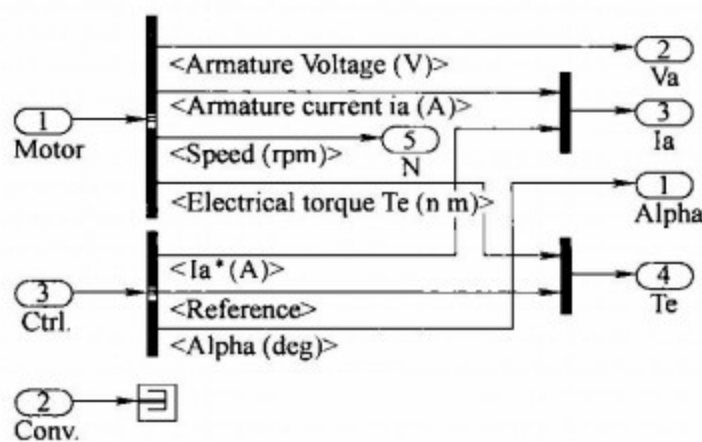 2
<Armature Voltage (V)>
Va
1
<Armature current ia (A)>
3
Motor
5
Ia
<Speed (rpm)>
N
1
<Electrical torque Te (n m)>
Alpha
<Ia* (A)>
3
4
Ctrl.
<Reference>
Te
<Alpha (deg)>
2
Conv.